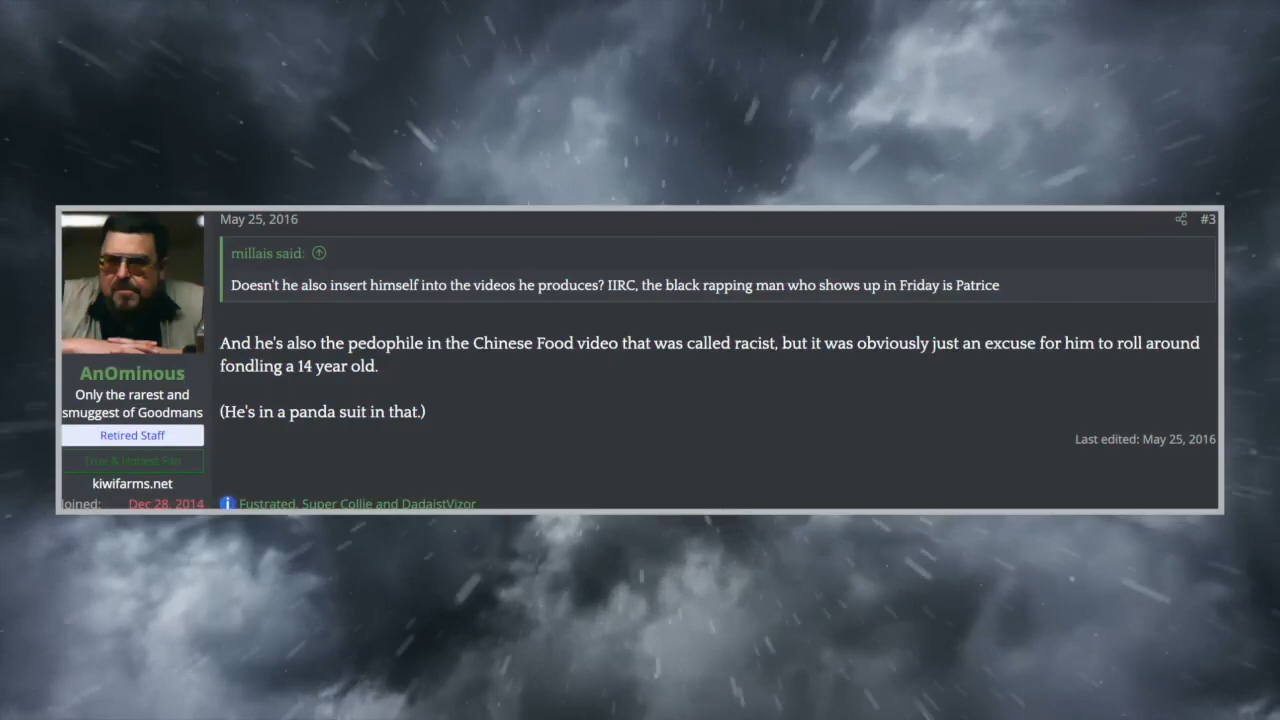 May 25, 2016
#3
millais said:
Doesn't he also insert himself into the videos he produces? IIRC, the black rapping man who shows up in Friday is Patrice
And he's also the pedophile in the Chinese Food video that was called racist, but it was obviously just an excuse for him to roll around
fondling a 14 year old.
(He's in a panda suit in that.)
Last edited: May 25, 2016
AnOminous
Only the rarest and
smuggest of Goodmans
Retired Staff
True & Honest Fan
kiwifarms.net
Joined: Dec 28, 2014
Fustrated, Super Collie and DadaistVizor